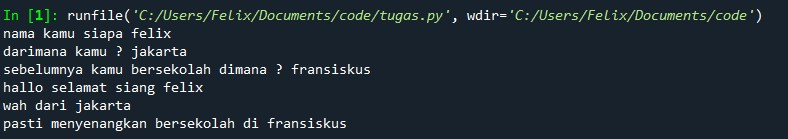 In [1]: runfile('C:/Users/Felix/Documents/code/tugas.py', wdir='C:/Users/Felix/Documents/code')
nama kamu siapa felix
darimana kamu ? jakarta
sebelumnya kamu bersekolah dimana ? fransiskus
hallo selamat siang felix
wah dari jakarta
pasti menyenangkan bersekolah di fransiskus